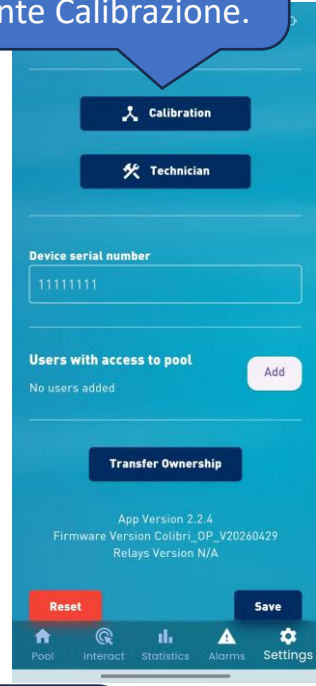 nte Calibrazione.
Calibration
Technician
Device serial number
11111111
Users with access to pool
Add
No users added
Transfer Ownership
App Version 2.2.4
Firmware Version Colibri_OP_V20260429
Relays Version N/A
Reset
Save
Pool
Interact
Statistics
Alarms
Settings